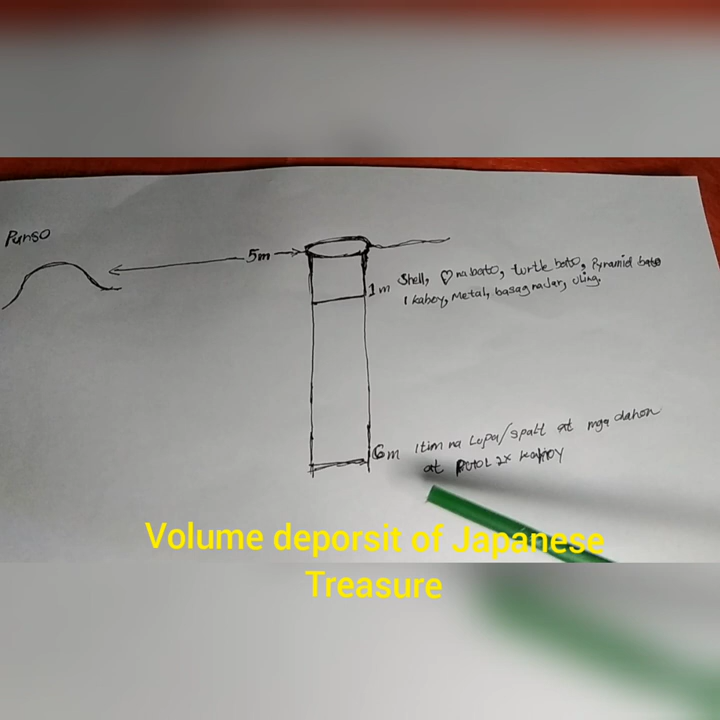 Punso
5m
1m
Shell, ♡ na bato, turtle bato, Pyramid bato
1 kahoy, Metal, basag na Jar, Uling.
6m
Itim na Lupa/spalt at mga dahon
at Putol 2x kahoy
Volume deporsit of Japanese
Treasure